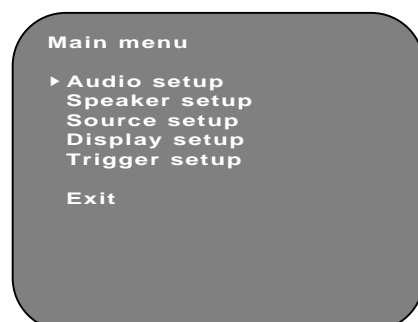 Main menu
Audio setup
Speaker setup
Source setup
Display setup
Trigger setup
Exit